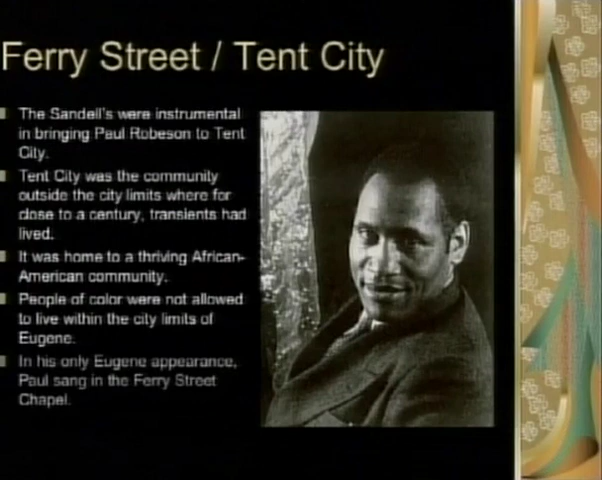 Ferry Street / Tent City
The Sandell's were instrumental
in bringing Paul Robeson to Tent
City.
Tent City was the community
outside the city limits where for
close to a century, transients had
lived.
It was home to a thriving African-
American community.
People of color were not allowed
to live within the city limits of
Eugene.
In his only Eugene appearance,
Paul sang in the Ferry Street
Chapel.